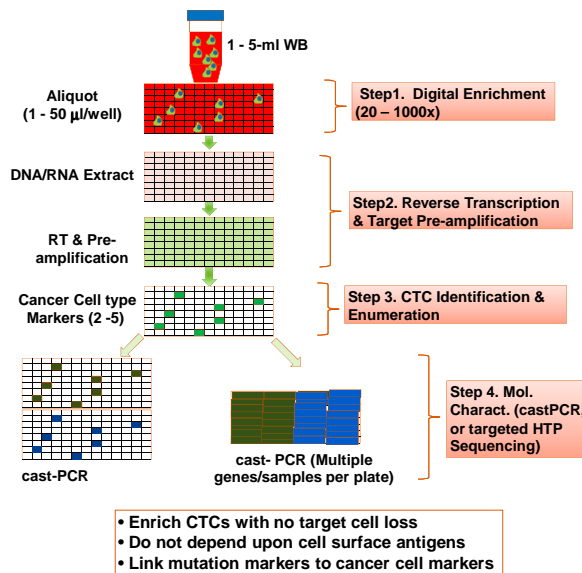 1 - 5-ml WB
Aliquot
(1 - 50 µl/well)
Step1. Digital Enrichment
(20 – 1000x)
DNA/RNA Extract
Step2. Reverse Transcription
& Target Pre-amplification
RT & Pre-
amplification
Cancer Cell type
Markers (2 -5)
Step 3. CTC Identification &
Enumeration
Step 4. Mol.
Charact. (castPCR,
or targeted HTP
Sequencing)
cast-PCR
cast- PCR (Multiple
genes/samples per plate)
• Enrich CTCs with no target cell loss
• Do not depend upon cell surface antigens
• Link mutation markers to cancer cell markers